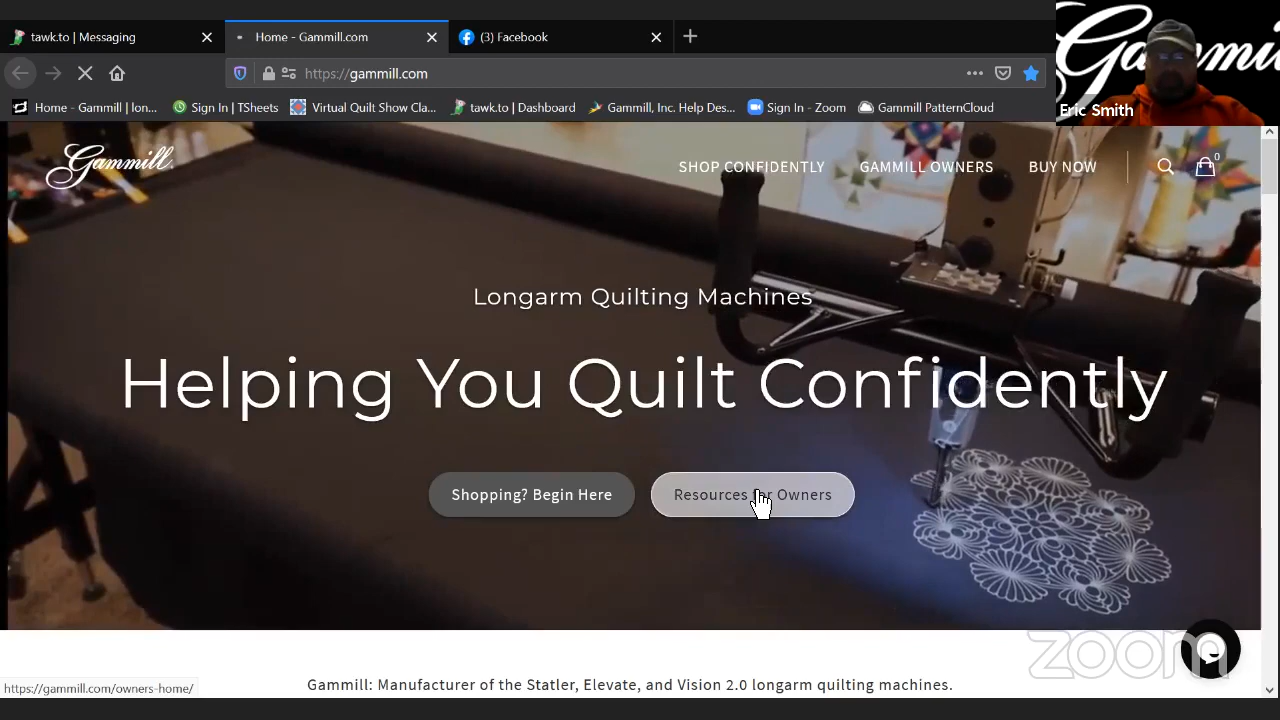 tawk.to | Messaging
Home - Gammill.com
(3) Facebook
https://gammill.com
Home - Gammill | lon...
Sign In | TSheets
Virtual Quilt Show Cla...
tawk.to | Dashboard
Gammill, Inc. Help Des...
Sign In - Zoom
Gammill PatternCloud
Eric Smith
Gammill
SHOP CONFIDENTLY
GAMMILL OWNERS
BUY NOW
0
Longarm Quilting Machines
Helping You Quilt Confidently
Shopping? Begin Here
Resources for Owners
zoom
https://gammill.com/owners-home/
Gammill: Manufacturer of the Statler, Elevate, and Vision 2.0 longarm quilting machines.